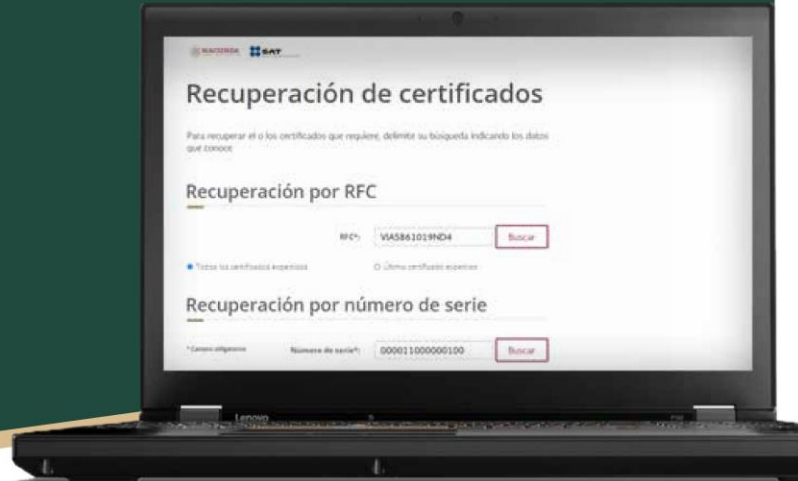 HACIENDA SAT
Recuperación de certificados
Para recuperar el o los certificados que requiere, delimite su búsqueda indicando los datos
que conoce
Recuperación por RFC
RFC*: VIAS861019ND4 Buscar
Todos los certificados expedidos Último certificado expedido
Recuperación por número de serie
*Campos obligatorios Número de serie*: 000011000000100 Buscar
Lenovo